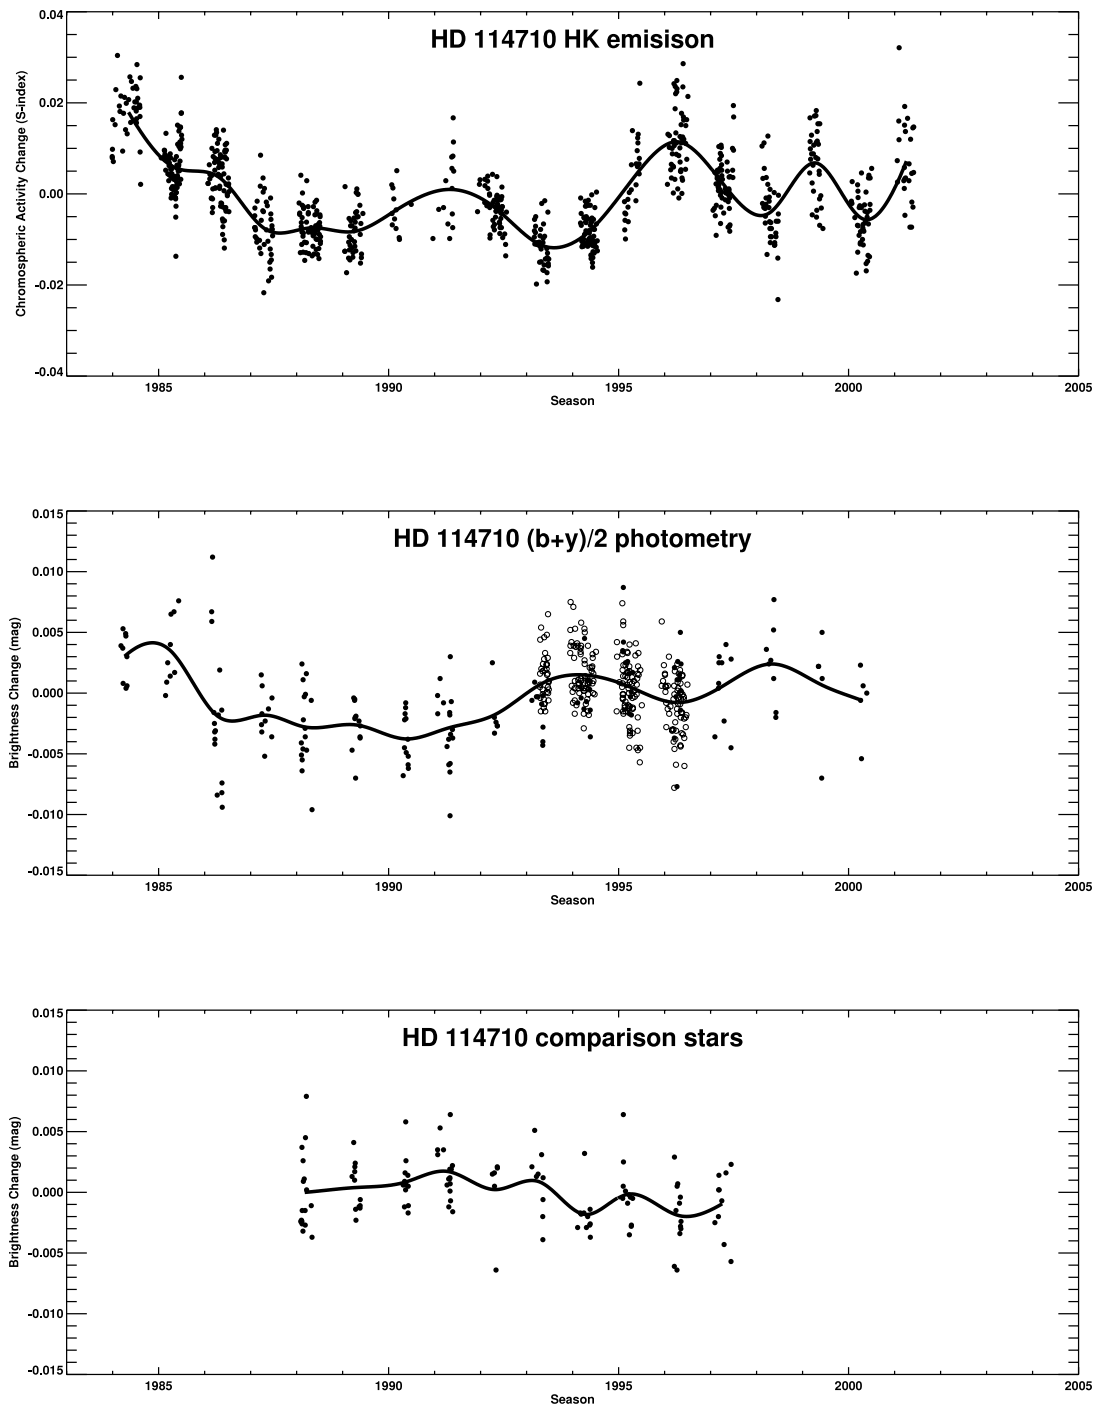 HD 114710 HK emisison
Chromospheric Activity Change (S-index)
0.04
0.02
0.00
-0.02
-0.04
1985 1990 1995 2000 2005
Season
HD 114710 (b+y)/2 photometry
Brightness Change (mag)
0.015
0.010
0.005
0.000
-0.005
-0.010
-0.015
1985 1990 1995 2000 2005
Season
HD 114710 comparison stars
Brightness Change (mag)
0.015
0.010
0.005
0.000
-0.005
-0.010
-0.015
1985 1990 1995 2000 2005
Season